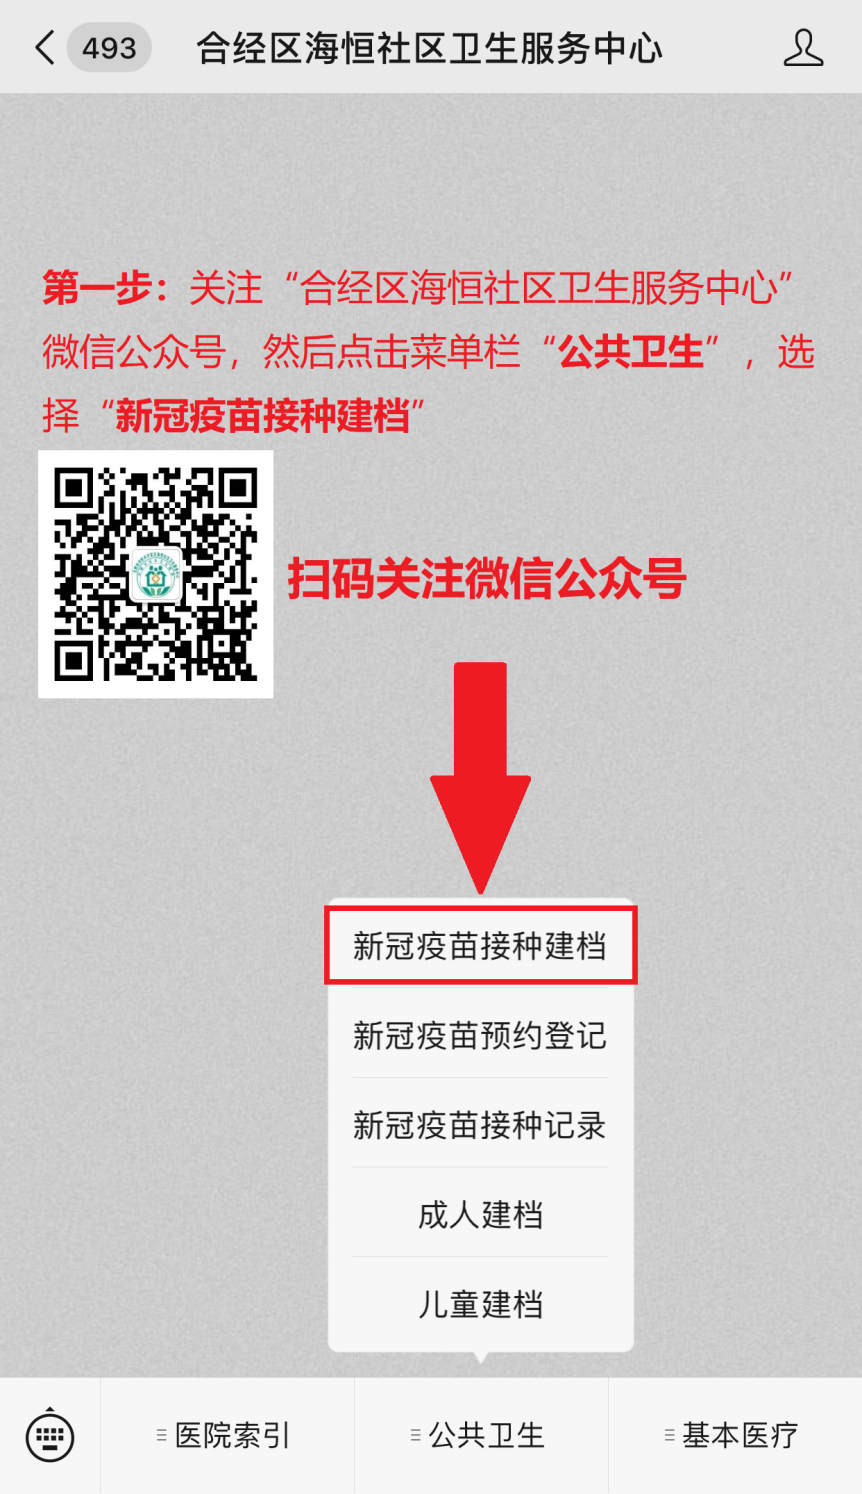 493
合经区海恒社区卫生服务中心
第一步：关注“合经区海恒社区卫生服务中心”
微信公众号，然后点击菜单栏“公共卫生”，选
择“新冠疫苗接种建档”
扫码关注微信公众号
新冠疫苗接种建档
新冠疫苗预约登记
新冠疫苗接种记录
成人建档
儿童建档
医院索引
公共卫生
基本医疗